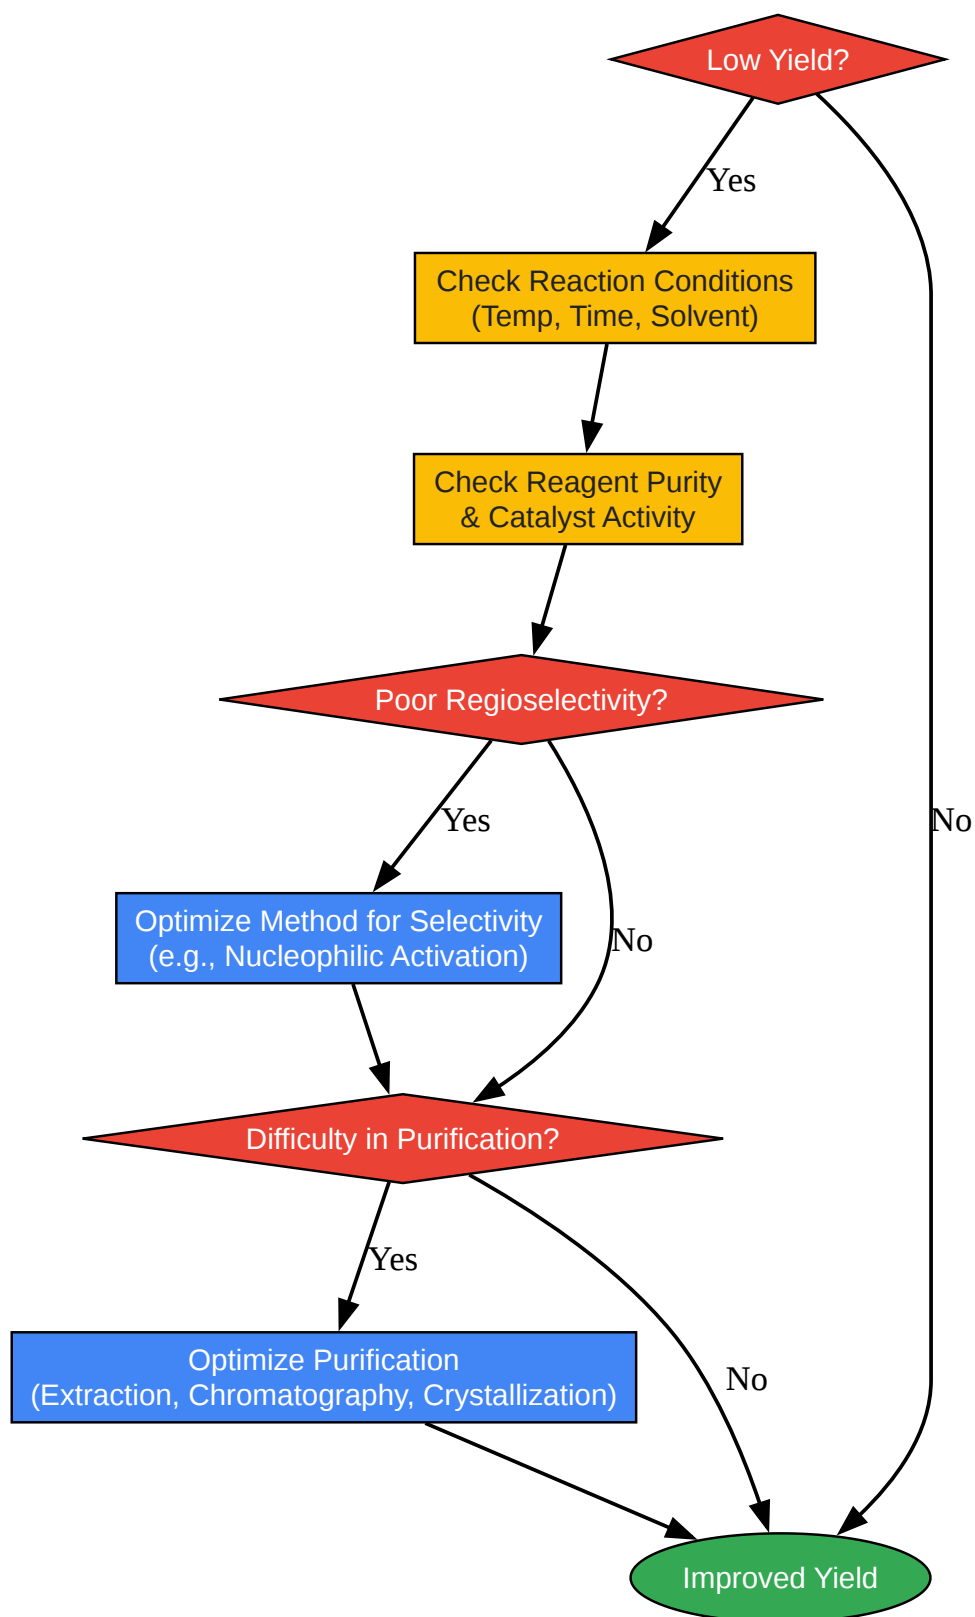 Low Yield?
Yes
Check Reaction Conditions
(Temp, Time, Solvent)
Check Reagent Purity
& Catalyst Activity
Poor Regioselectivity?
Yes
No
Optimize Method for Selectivity
(e.g., Nucleophilic Activation)
No
Difficulty in Purification?
Yes
Optimize Purification
(Extraction, Chromatography, Crystallization)
No
Improved Yield